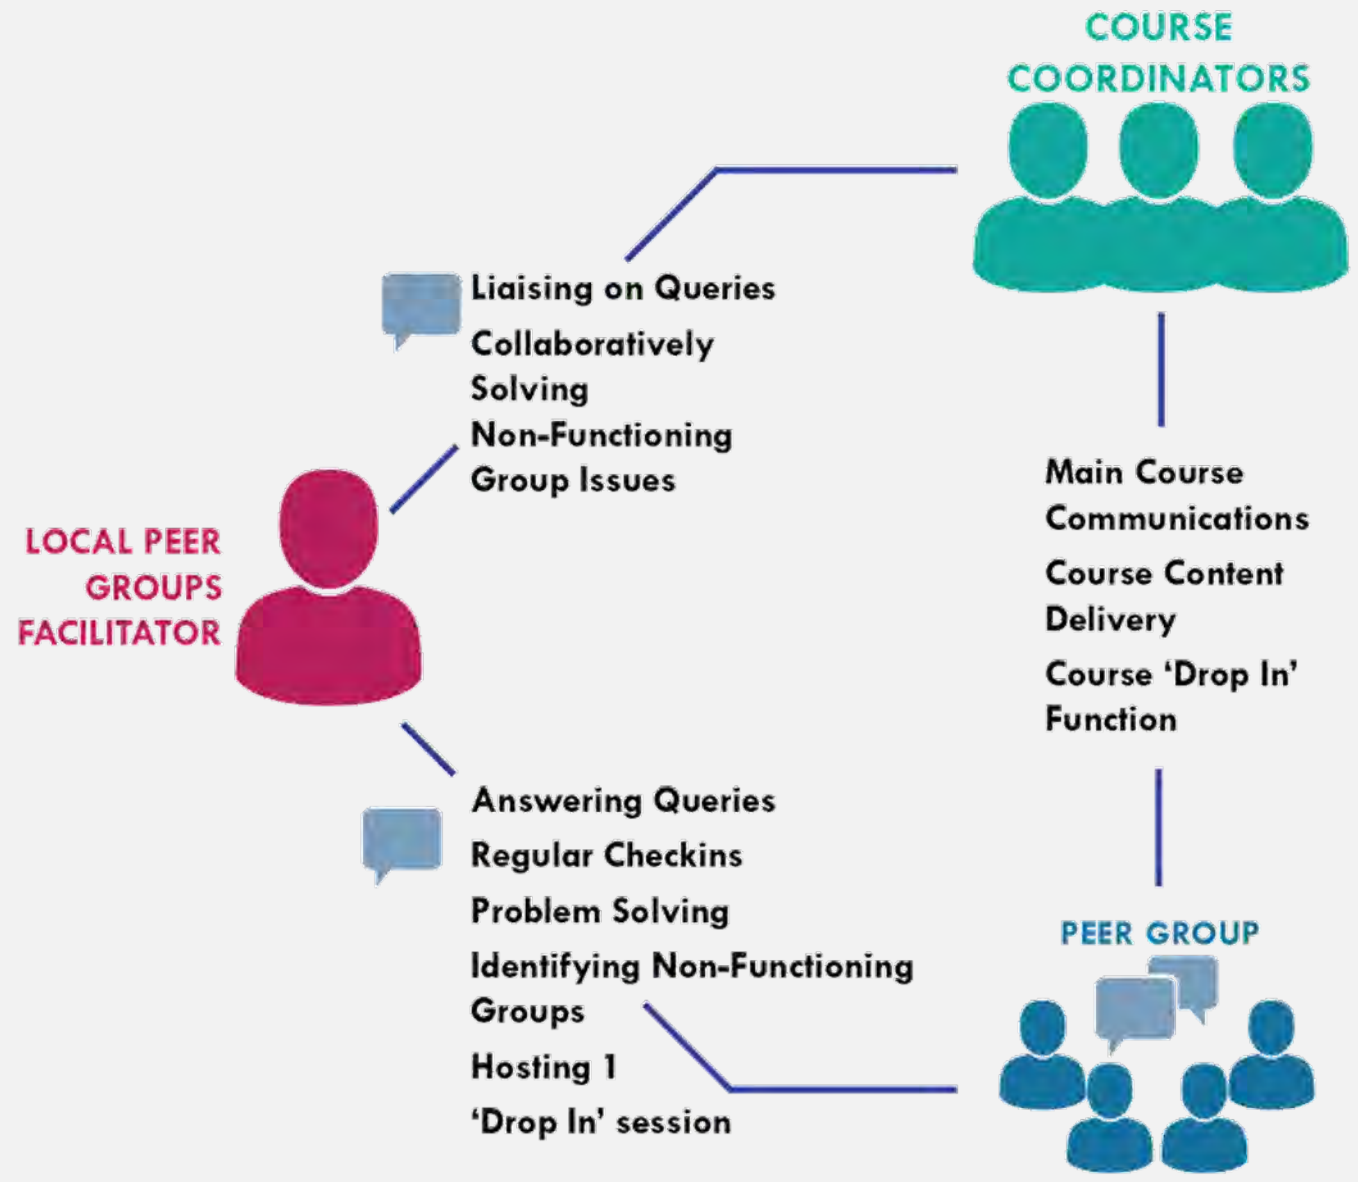 COURSE
COORDINATORS
Liaising on Queries
Collaboratively
Solving
Non-Functioning
Group Issues
LOCAL PEER
GROUPS
FACILITATOR
Main Course
Communications
Course Content
Delivery
Course ‘Drop In’
Function
Answering Queries
Regular Checkins
Problem Solving
Identifying Non-Functioning
Groups
Hosting 1
‘Drop In’ session
PEER GROUP